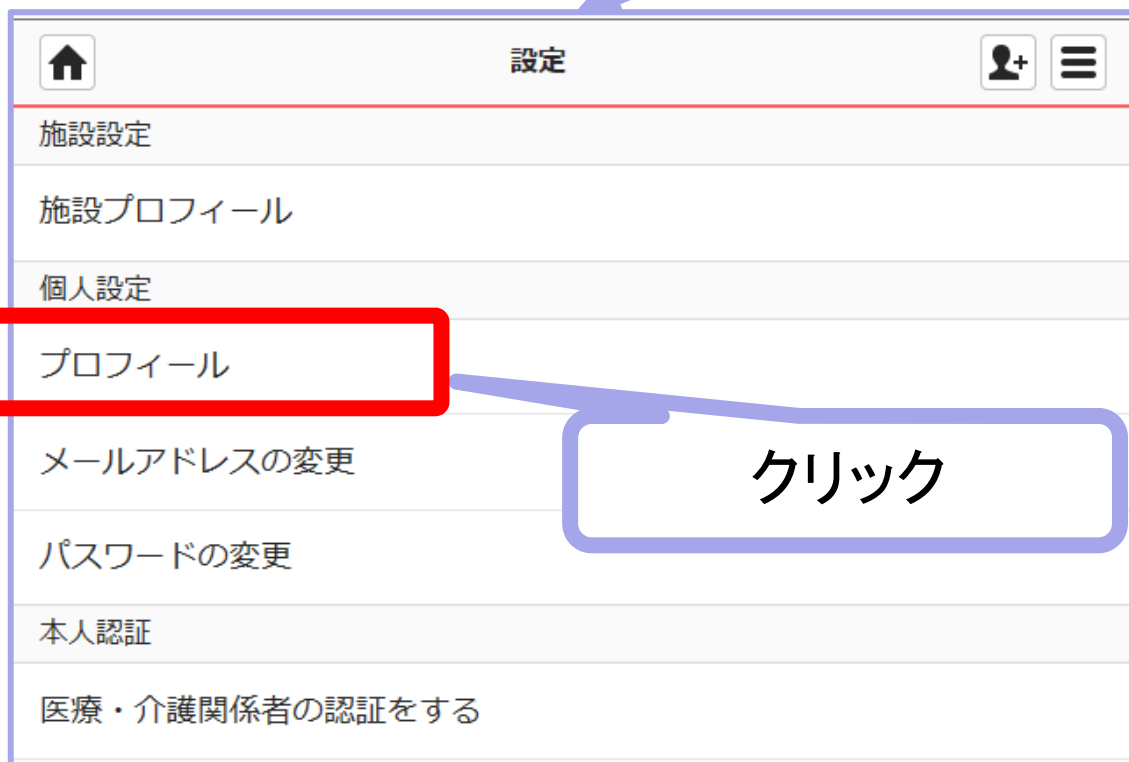 設定
施設設定
施設プロフィール
個人設定
プロフィール
メールアドレスの変更
クリック
パスワードの変更
本人認証
医療・介護関係者の認証をする